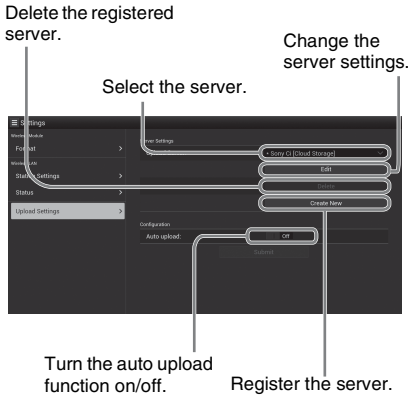 Delete the registered
server.
Change the
server settings.
Select the server.
Settings
Wireless Module
Format
Wireless LAN
Settings
Status
Upload Settings
Server Settings
Sony Ci [Cloud Storage]
Edit
Delete
Create New
Configuration
Auto upload:
Off
Submit
Turn the auto upload
function on/off.
Register the server.